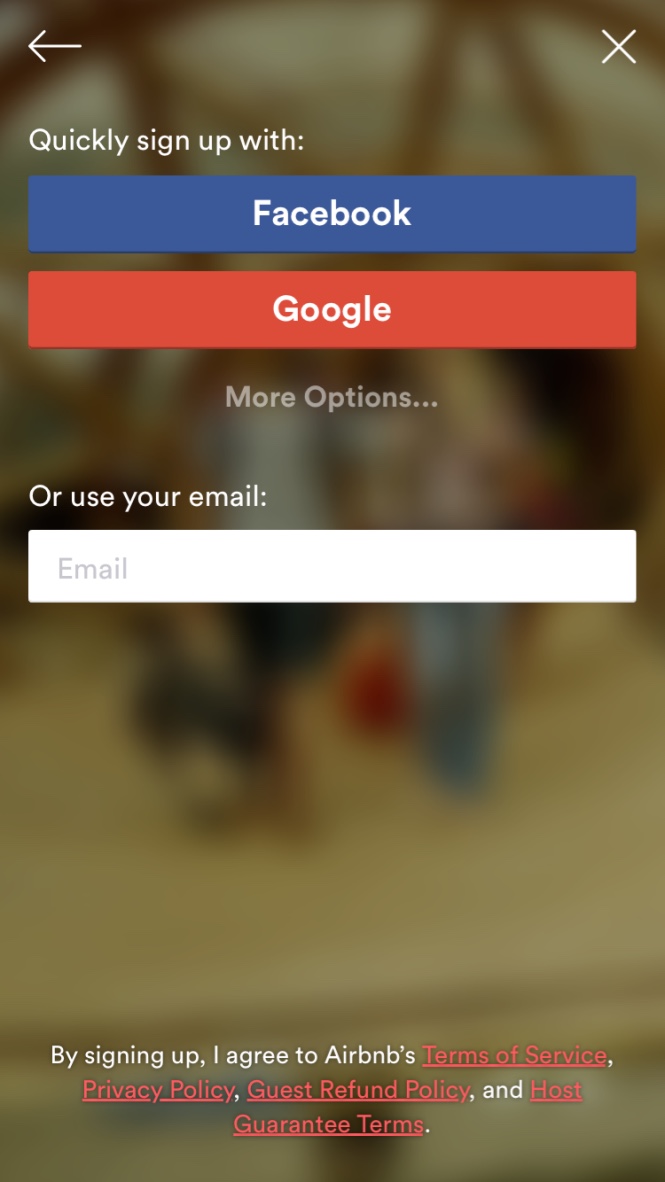 Quickly sign up with:
Facebook
Google
More Options...
Or use your email:
Email
By signing up, I agree to Airbnb’s Terms of Service,
Privacy Policy, Guest Refund Policy, and Host
Guarantee Terms.